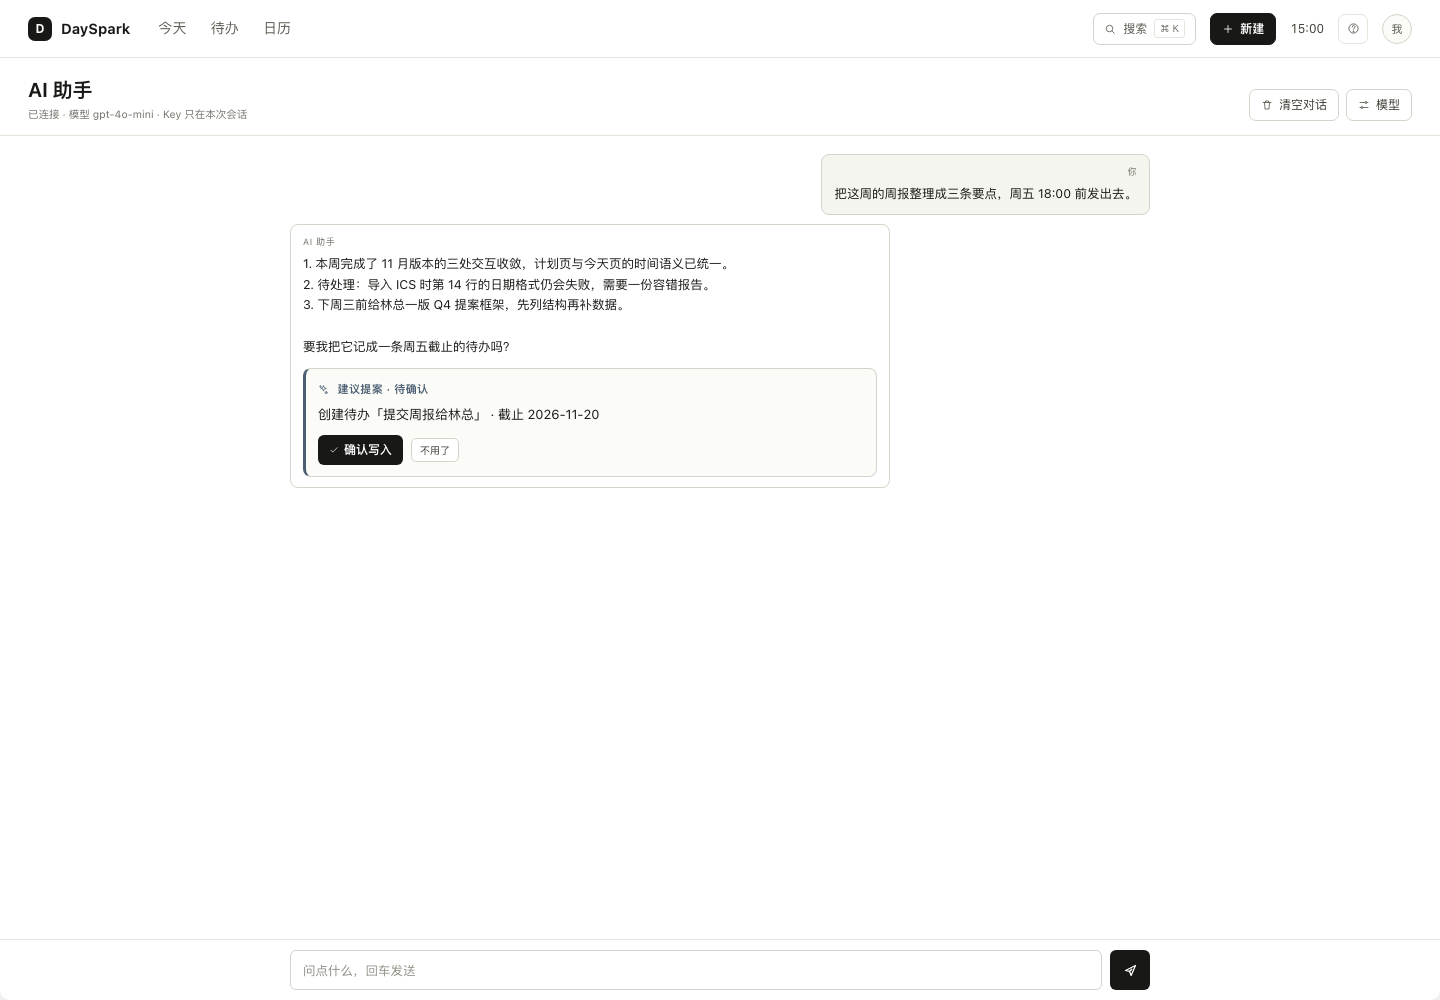 D DaySpark 今天 待办 日历 搜索 ⌘ K + 新建 15:00 我
AI 助手
已连接 · 模型 gpt-4o-mini · Key 只在本次会话
清空对话 模型
你
把这周的周报整理成三条要点，周五 18:00 前发出去。
AI 助手
1. 本周完成了 11 月版本的三处交互收敛，计划页与今天页的时间语义已统一。
2. 待处理：导入 ICS 时第 14 行的日期格式仍会失败，需要一份容错报告。
3. 下周三前给林总一版 Q4 提案框架，先列结构再补数据。
要我把它记成一条周五截止的待办吗？
建议提案 · 待确认
创建待办「提交周报给林总」 · 截止 2026-11-20
确认写入 不用了
问点什么，回车发送